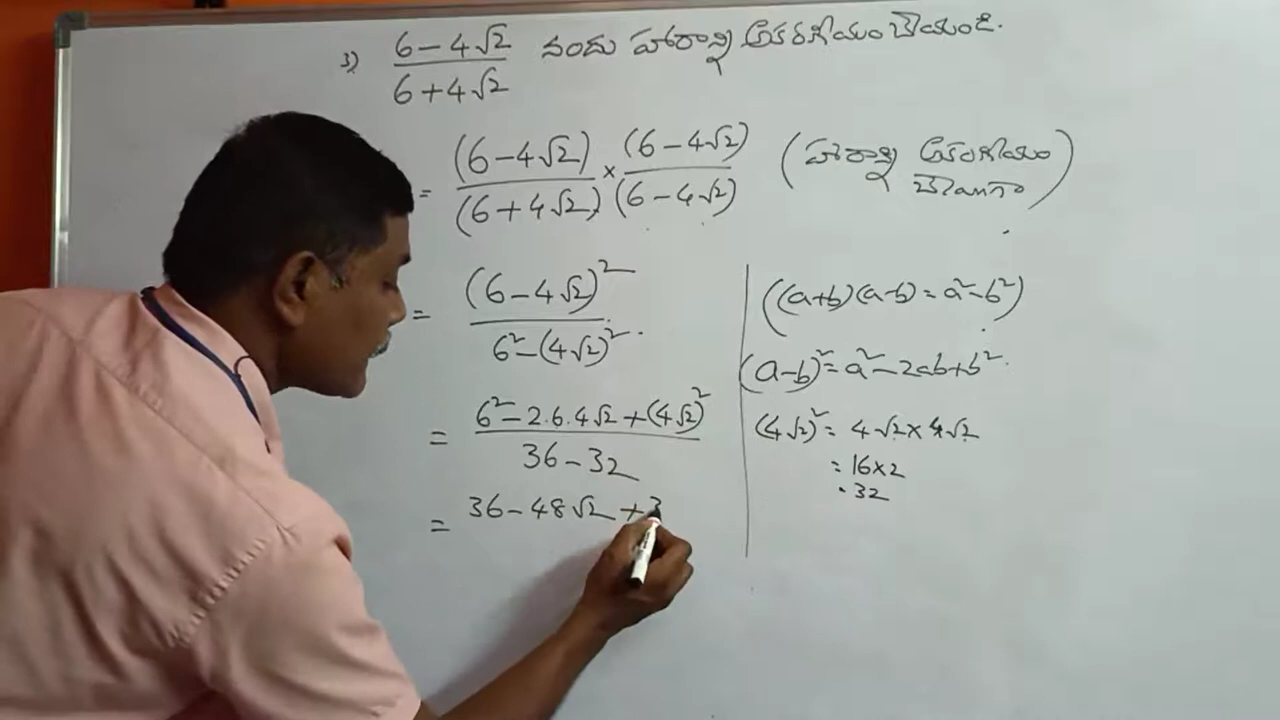 3) (6-4√2)/(6+4√2) నందు హారాన్ని అకరణీయం చేయండి.
= (6-4√2)/(6+4√2) × (6-4√2)/(6-4√2) (హారాన్ని అకరణీయం
చేయగా)
= (6-4√2)²/(6²-(4√2)²)
= (6²-2.6.4√2+(4√2)²)/(36-32)
= 36-48√2+3
((a+b)(a-b)=a²-b²)
(a-b)²=a²-2ab+b².
(4√2)²= 4√2×4√2
= 16×2
= 32